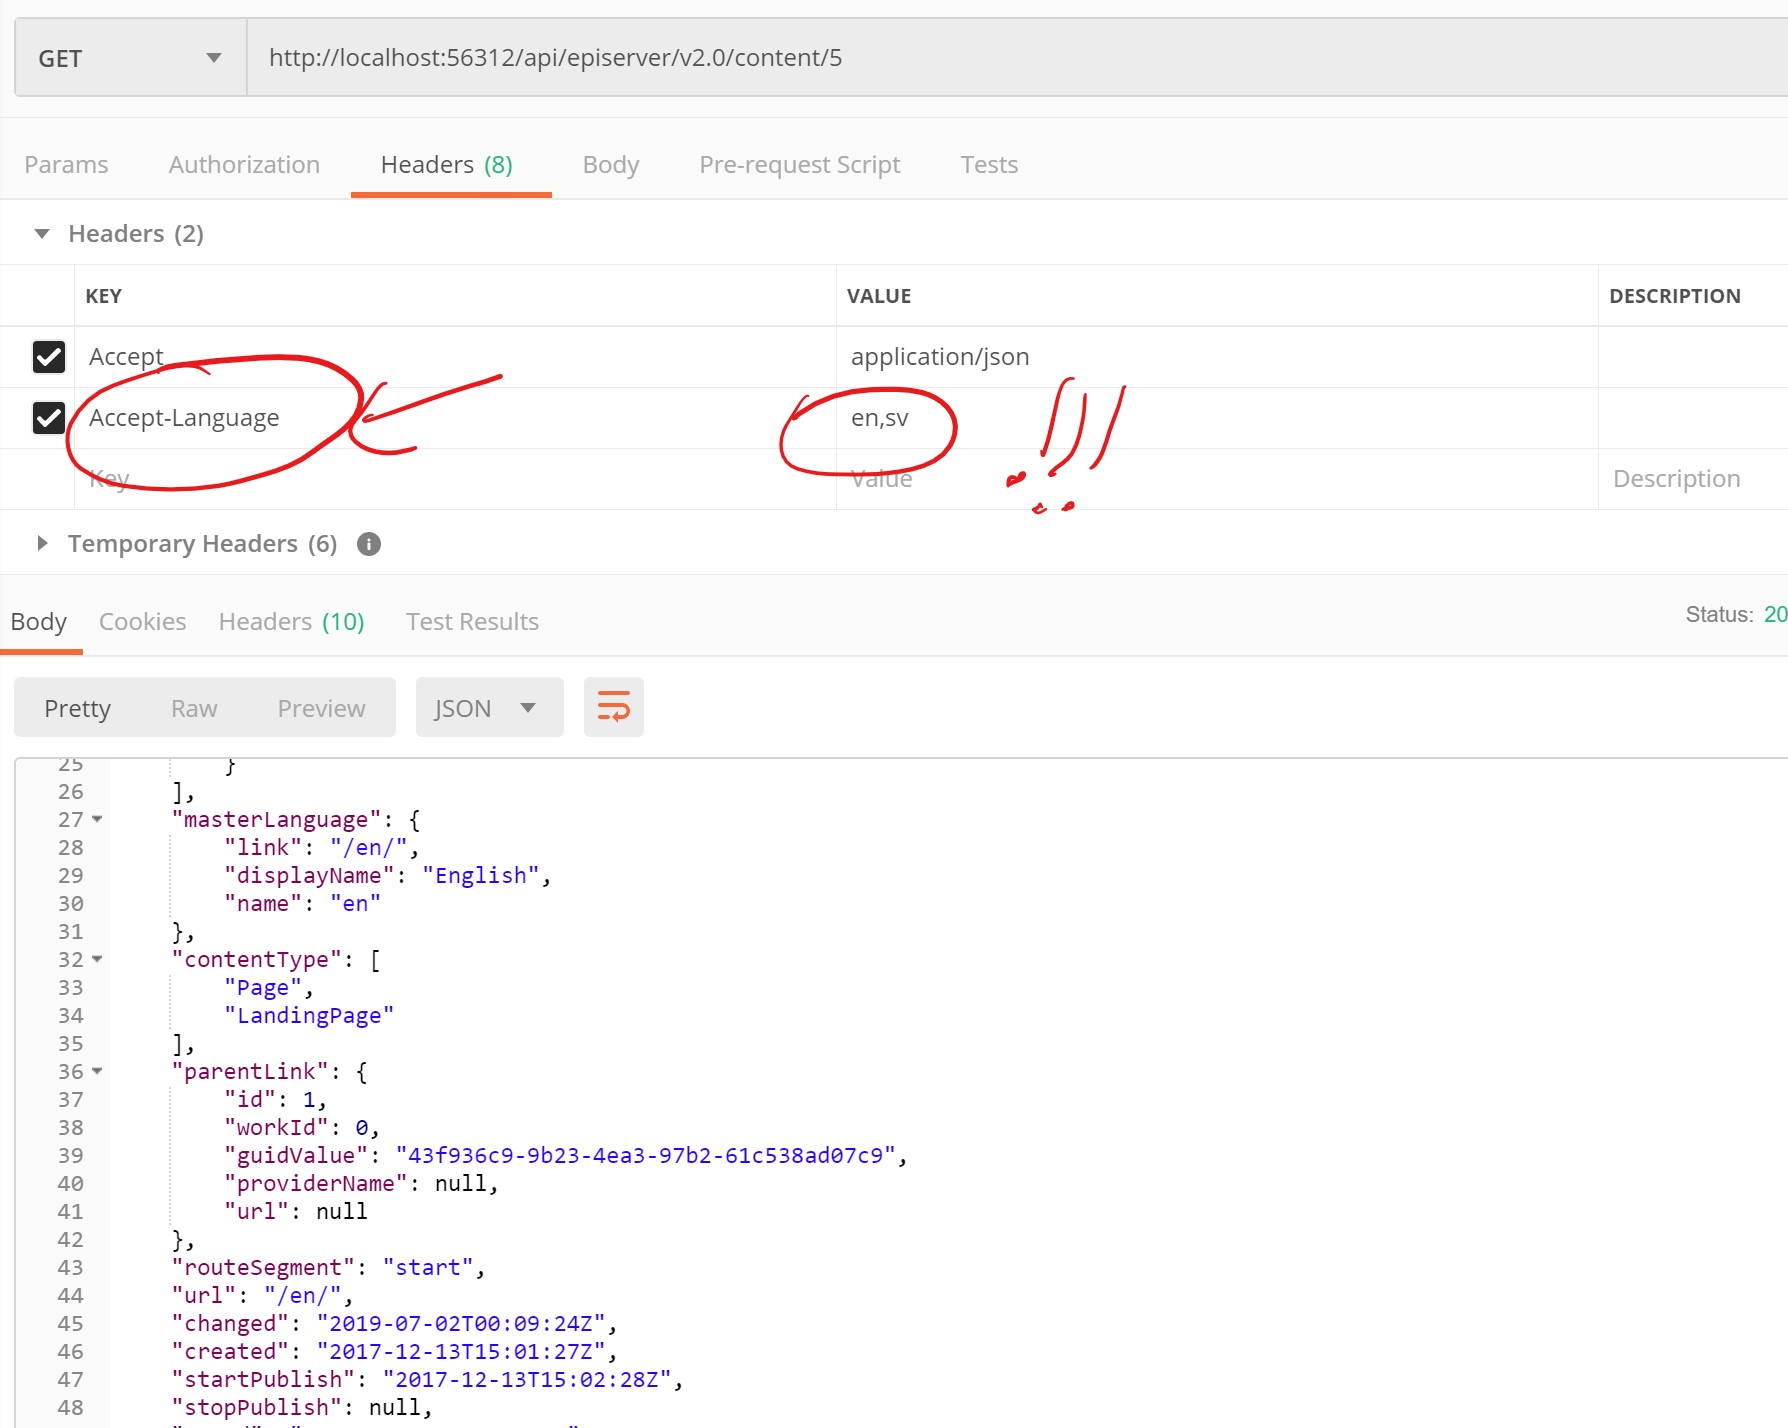 GET http://localhost:56312/api/episerver/v2.0/content/5
Params Authorization Headers (8) Body Pre-request Script Tests
Headers (2)
KEY VALUE DESCRIPTION
Accept application/json
Accept-Language en,sv !!!
Key Value Description
Temporary Headers (6)
Body Cookies Headers (10) Test Results Status: 20
Pretty Raw Preview JSON
25 }
26 ],
27 "masterLanguage": {
28 "link": "/en/",
29 "displayName": "English",
30 "name": "en"
31 },
32 "contentType": [
33 "Page",
34 "LandingPage"
35 ],
36 "parentLink": {
37 "id": 1,
38 "workId": 0,
39 "guidValue": "43f936c9-9b23-4ea3-97b2-61c538ad07c9",
40 "providerName": null,
41 "url": null
42 },
43 "routeSegment": "start",
44 "url": "/en/",
45 "changed": "2019-07-02T00:09:24Z",
46 "created": "2017-12-13T15:01:27Z",
47 "startPublish": "2017-12-13T15:02:28Z",
48 "stopPublish": null,